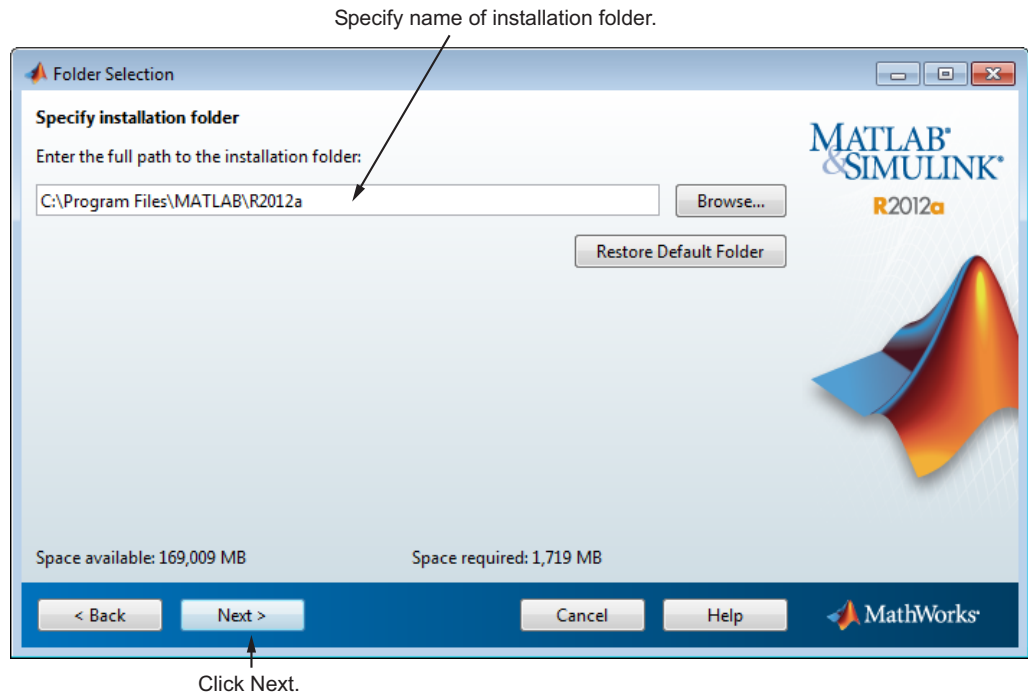 Specify name of installation folder.
Folder Selection
Specify installation folder
Enter the full path to the installation folder:
C:\Program Files\MATLAB\R2012a
Browse...
Restore Default Folder
MATLAB®
&SIMULINK®
R2012a
Space available: 169,009 MB
Space required: 1,719 MB
< Back
Next >
Cancel
Help
MathWorks®
Click Next.